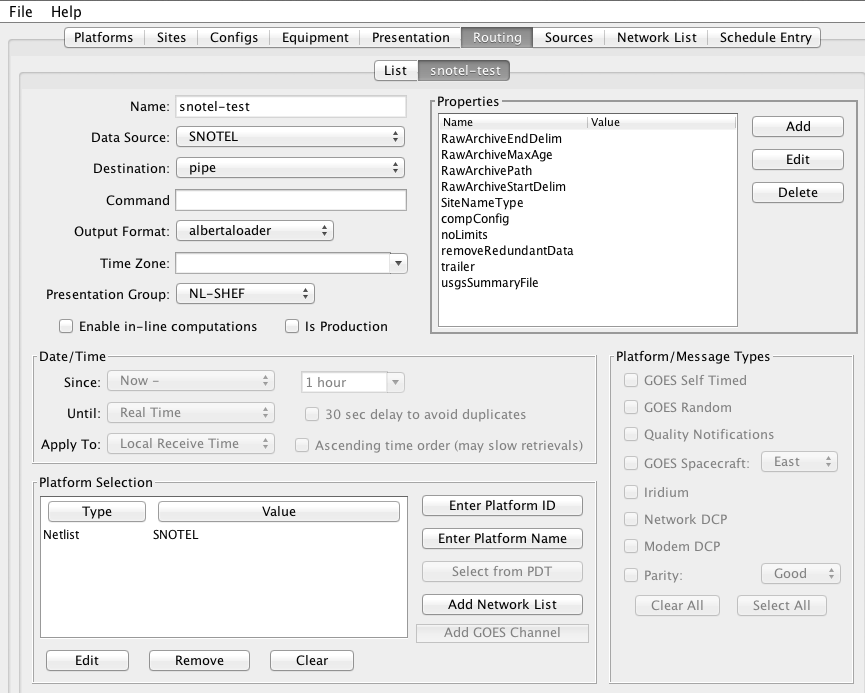 File Help
Platforms Sites Configs Equipment Presentation Routing Sources Network List Schedule Entry
List snotel-test
Name: snotel-test
Data Source: SNOTEL
Destination: pipe
Command
Output Format: albertaloader
Time Zone:
Presentation Group: NL-SHEF
Enable in-line computations Is Production
Properties
Name Value
RawArchiveEndDelim
RawArchiveMaxAge
RawArchivePath
RawArchiveStartDelim
SiteNameType
compConfig
noLimits
removeRedundantData
trailer
usgsSummaryFile
Add
Edit
Delete
Date/Time
Since: Now - 1 hour
Until: Real Time 30 sec delay to avoid duplicates
Apply To: Local Receive Time Ascending time order (may slow retrievals)
Platform/Message Types
GOES Self Timed
GOES Random
Quality Notifications
GOES Spacecraft: East
Iridium
Network DCP
Modem DCP
Parity: Good
Clear All Select All
Platform Selection
Type Value
Netlist SNOTEL
Enter Platform ID
Enter Platform Name
Select from PDT
Add Network List
Add GOES Channel
Edit Remove Clear